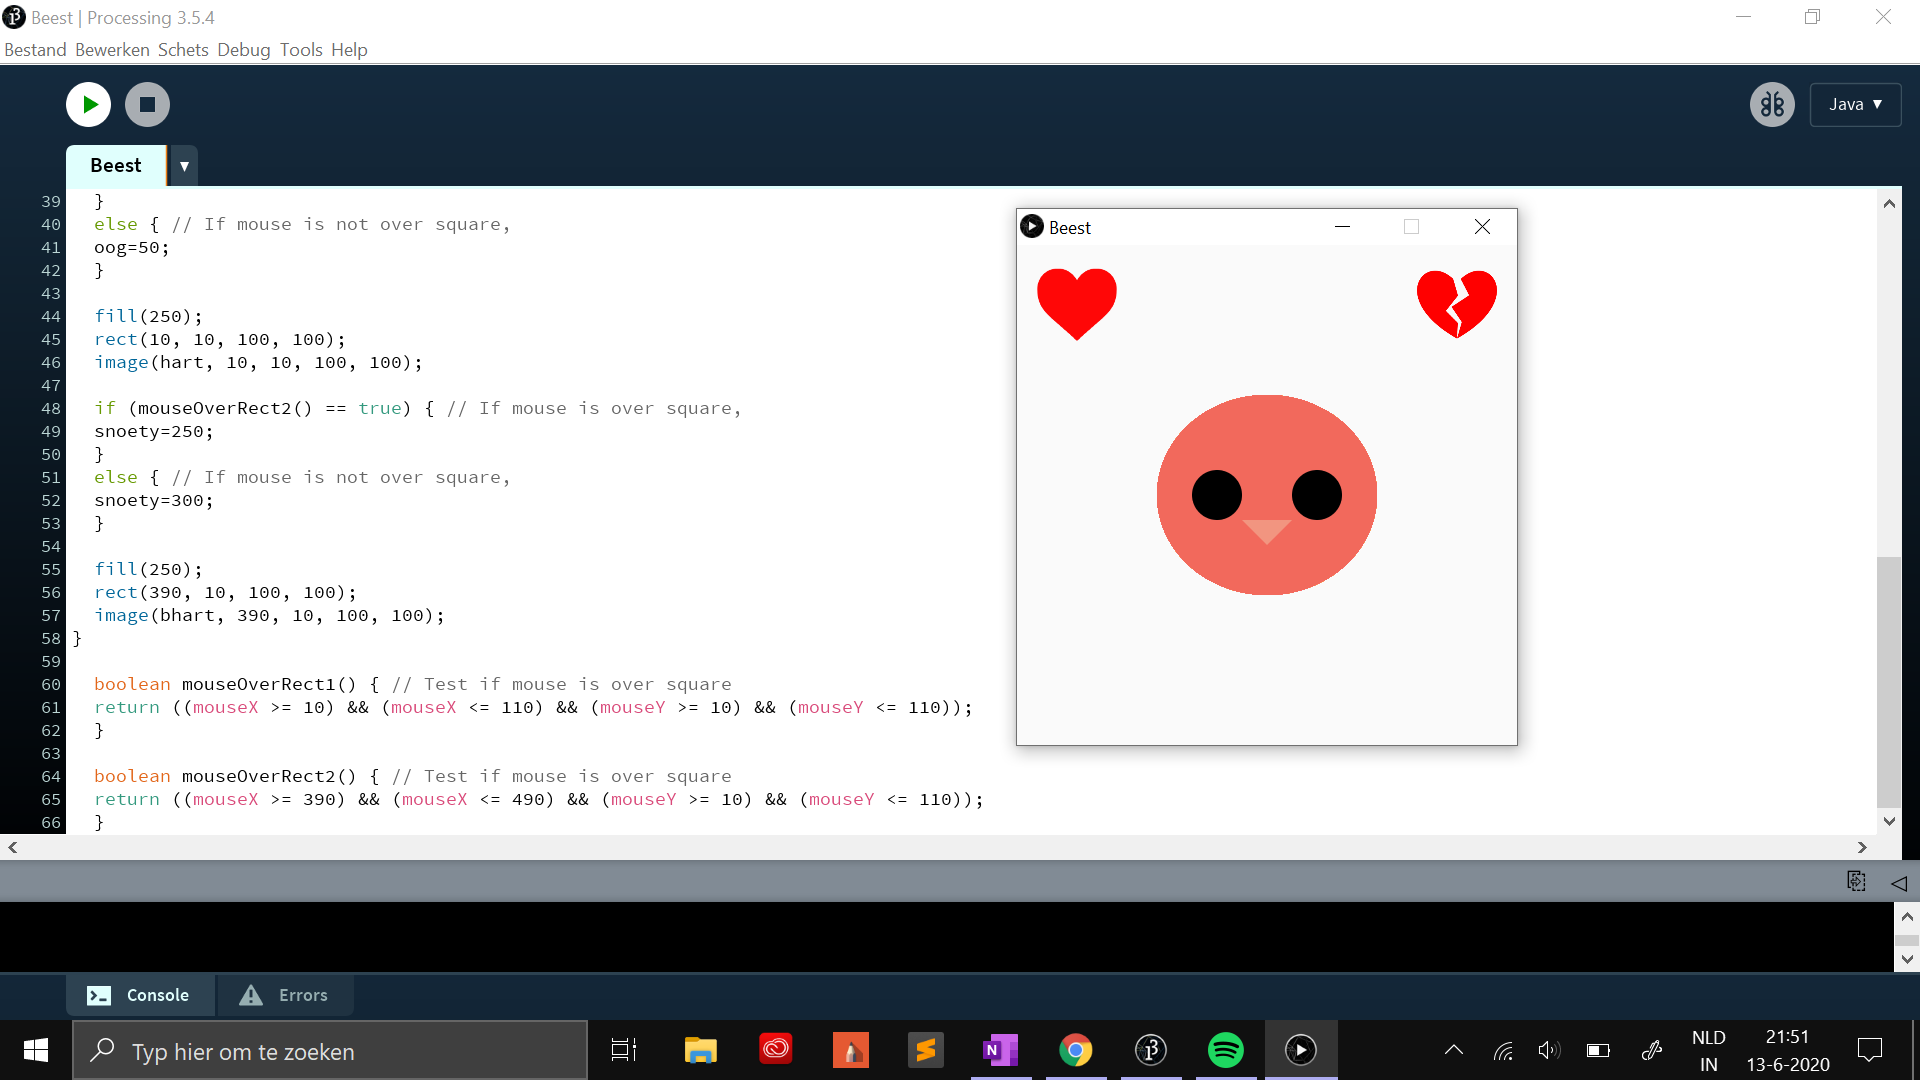 Beest | Processing 3.5.4
Bestand Bewerken Schets Debug Tools Help
Java ▼
Beest ▼
39 }
40 else { // If mouse is not over square,
41 oog=50;
42 }
43
44 fill(250);
45 rect(10, 10, 100, 100);
46 image(hart, 10, 10, 100, 100);
47
48 if (mouseOverRect2() == true) { // If mouse is over square,
49 snoety=250;
50 }
51 else { // If mouse is not over square,
52 snoety=300;
53 }
54
55 fill(250);
56 rect(390, 10, 100, 100);
57 image(bhart, 390, 10, 100, 100);
58 }
59
60 boolean mouseOverRect1() { // Test if mouse is over square
61 return ((mouseX >= 10) && (mouseX <= 110) && (mouseY >= 10) && (mouseY <= 110));
62 }
63
64 boolean mouseOverRect2() { // Test if mouse is over square
65 return ((mouseX >= 390) && (mouseX <= 490) && (mouseY >= 10) && (mouseY <= 110));
66 }
Beest
Console Errors
Typ hier om te zoeken
NLD
IN
21:51
13-6-2020